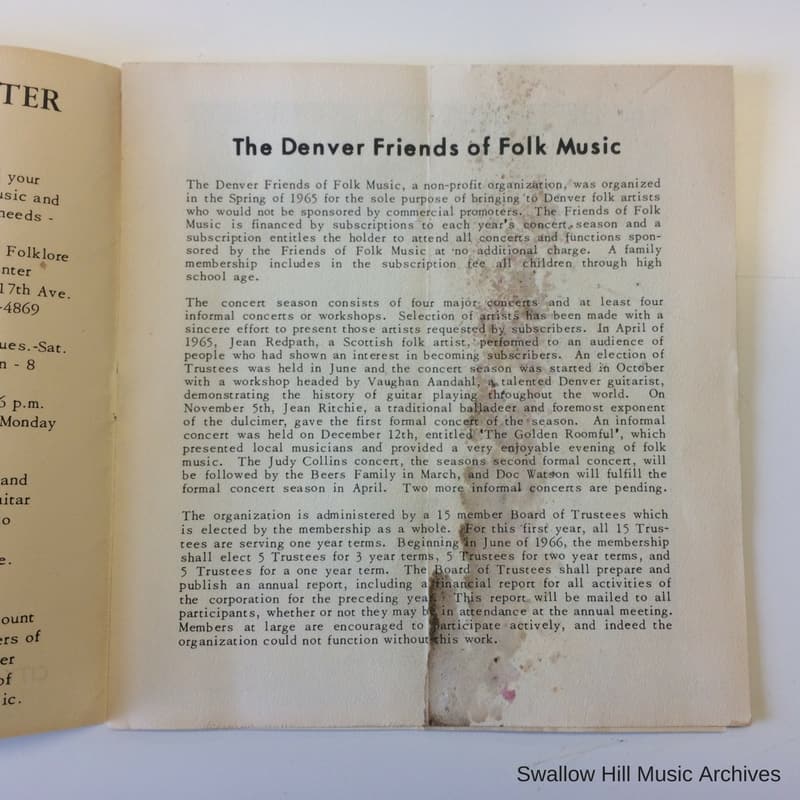 TER
your
usic and
needs -
Folklore
nter
17th Ave.
-4869
ues.-Sat.
n - 8
6 p.m.
Monday
and
uitar
o
e.
ount
ers of
er
of
ic.
The Denver Friends of Folk Music
The Denver Friends of Folk Music, a non-profit organization, was organized
in the Spring of 1965 for the sole purpose of bringing to Denver folk artists
who would not be sponsored by commercial promoters. The Friends of Folk
Music is financed by subscriptions to each year's concert season and a
subscription entitles the holder to attend all concerts and functions spon-
sored by the Friends of Folk Music at no additional charge. A family
membership includes in the subscription fee all children through high
school age.
The concert season consists of four major concerts and at least four
informal concerts or workshops. Selection of artists has been made with a
sincere effort to present those artists requested by subscribers. In April of
1965, Jean Redpath, a Scottish folk artist, performed to an audience of
people who had shown an interest in becoming subscribers. An election of
Trustees was held in June and the concert season was started in October
with a workshop headed by Vaughan Aandahl, a talented Denver guitarist,
demonstrating the history of guitar playing throughout the world. On
November 5th, Jean Ritchie, a traditional balladeer and foremost exponent
of the dulcimer, gave the first formal concert of the season. An informal
concert was held on December 12th, entitled 'The Golden Roomful', which
presented local musicians and provided a very enjoyable evening of folk
music. The Judy Collins concert, the seasons second formal concert, will
be followed by the Beers Family in March, and Doc Watson will fulfill the
formal concert season in April. Two more informal concerts are pending.
The organization is administered by a 15 member Board of Trustees which
is elected by the membership as a whole. For this first year, all 15 Trus-
tees are serving one year terms. Beginning in June of 1966, the membership
shall elect 5 Trustees for 3 year terms, 5 Trustees for two year terms, and
5 Trustees for a one year term. The Board of Trustees shall prepare and
publish an annual report, including a financial report for all activities of
the corporation for the preceding year. This report will be mailed to all
participants, whether or not they may be in attendance at the annual meeting.
Members at large are encouraged to participate actively, and indeed the
organization could not function without this work.
Swallow Hill Music Archives